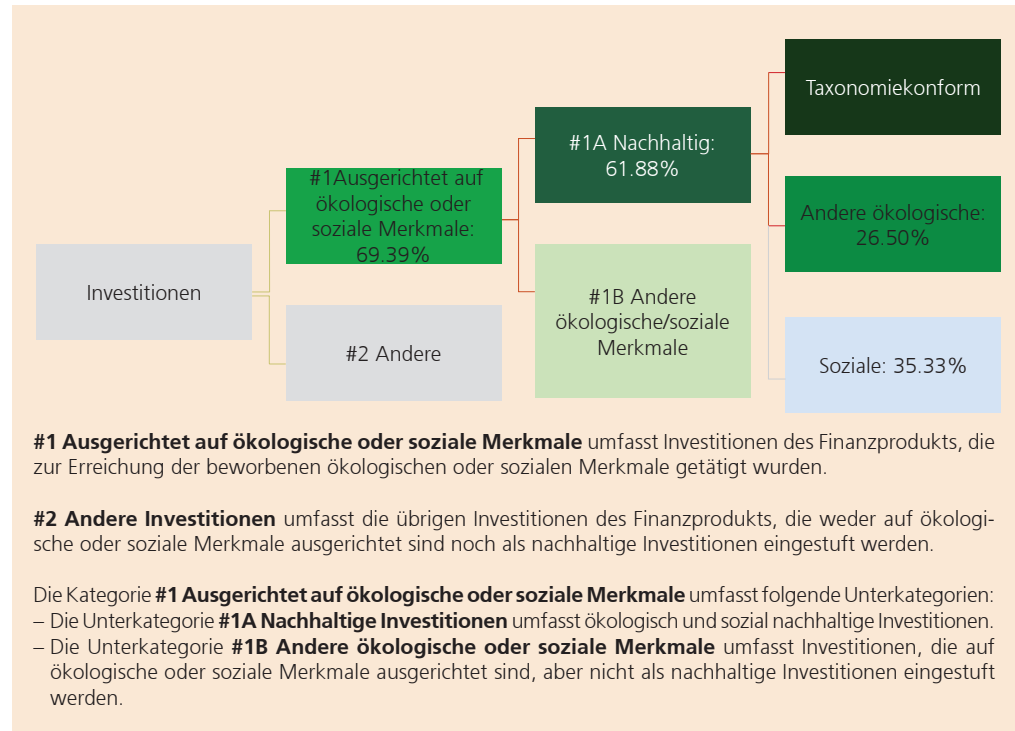 Investitionen
#1Ausgerichtet auf
ökologische oder
soziale Merkmale:
69.39%
#2 Andere
#1A Nachhaltig:
61.88%
#1B Andere
ökologische/soziale
Merkmale
Taxonomiekonform
Andere ökologische:
26.50%
Soziale: 35.33%
#1 Ausgerichtet auf ökologische oder soziale Merkmale umfasst Investitionen des Finanzprodukts, die
zur Erreichung der beworbenen ökologischen oder sozialen Merkmale getätigt wurden.
#2 Andere Investitionen umfasst die übrigen Investitionen des Finanzprodukts, die weder auf ökologi-
sche oder soziale Merkmale ausgerichtet sind noch als nachhaltige Investitionen eingestuft werden.
Die Kategorie #1 Ausgerichtet auf ökologische oder soziale Merkmale umfasst folgende Unterkategorien:
– Die Unterkategorie #1A Nachhaltige Investitionen umfasst ökologisch und sozial nachhaltige Investitionen.
– Die Unterkategorie #1B Andere ökologische oder soziale Merkmale umfasst Investitionen, die auf
ökologische oder soziale Merkmale ausgerichtet sind, aber nicht als nachhaltige Investitionen eingestuft
werden.